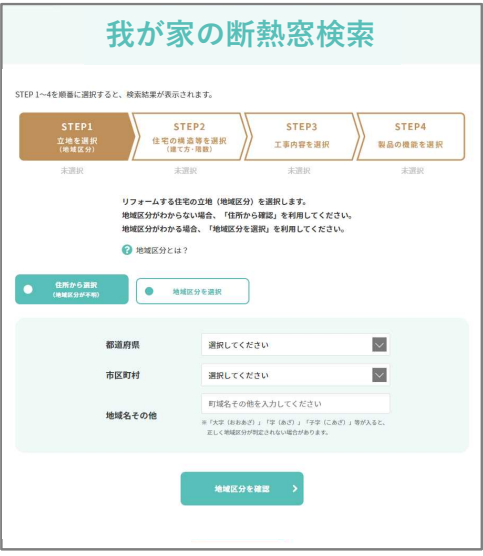 我が家の断熱窓検索
STEP 1～4を順番に選択すると、検索結果が表示されます。
STEP1
立地を選択
（地域区分）
STEP2
住宅の構造等を選択
（建て方・階数）
STEP3
工事内容を選択
STEP4
製品の機能を選択
未選択
未選択
未選択
未選択
リフォームする住宅の立地（地域区分）を選択します。
地域区分がわからない場合、「住所から確認」を利用してください。
地域区分がわかる場合、「地域区分を選択」を利用してください。
? 地域区分とは？
住所から選択
（地域区分が不明）
地域区分を選択
都道府県
選択してください
市区町村
選択してください
地域名その他
町域名その他を入力してください
※「大字（おおあざ）」「字（あざ）」「子字（こあざ）」等が入ると、
正しく地域区分が判定されない場合があります。
地域区分を確認